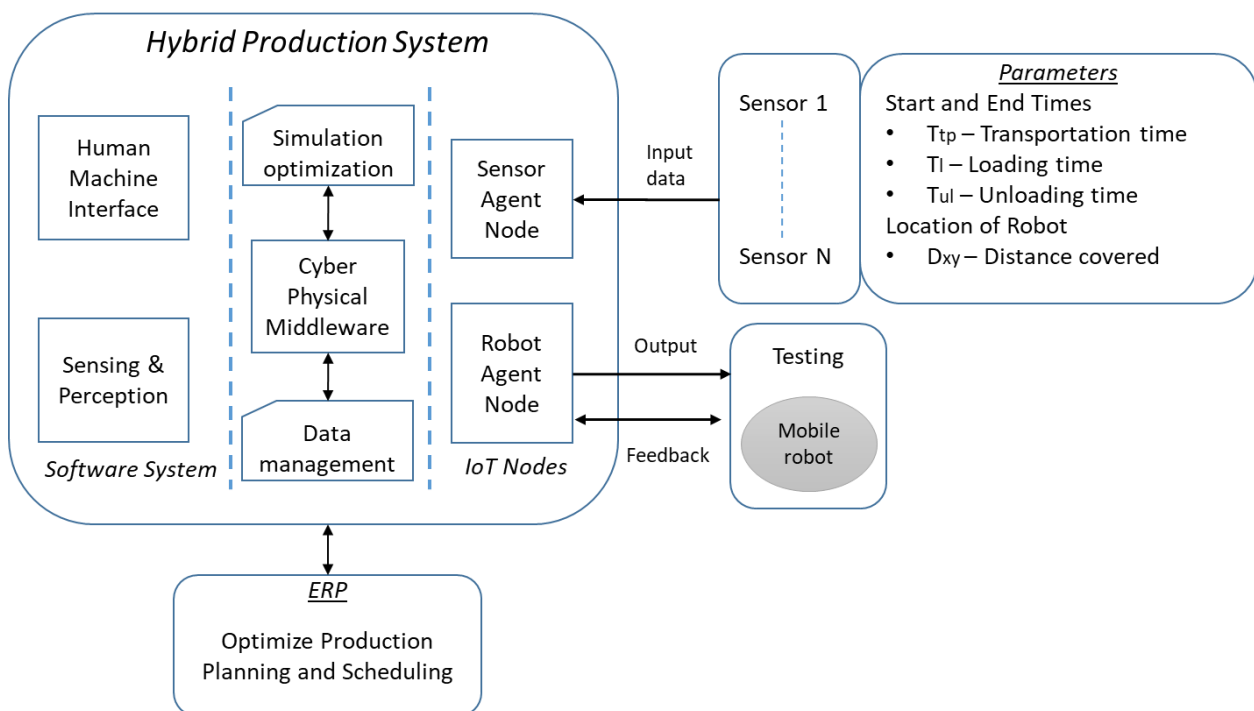 Hybrid Production System
Human
Machine
Interface
Sensing &
Perception
Software System
Simulation
optimization
Cyber
Physical
Middleware
Data
management
Sensor
Agent
Node
Robot
Agent
Node
IoT Nodes
Input
data
Output
Feedback
Sensor 1
Sensor N
Parameters
Start and End Times
• Ttp – Transportation time
• Tl – Loading time
• Tul – Unloading time
Location of Robot
• Dxy – Distance covered
Testing
Mobile
robot
ERP
Optimize Production
Planning and Scheduling